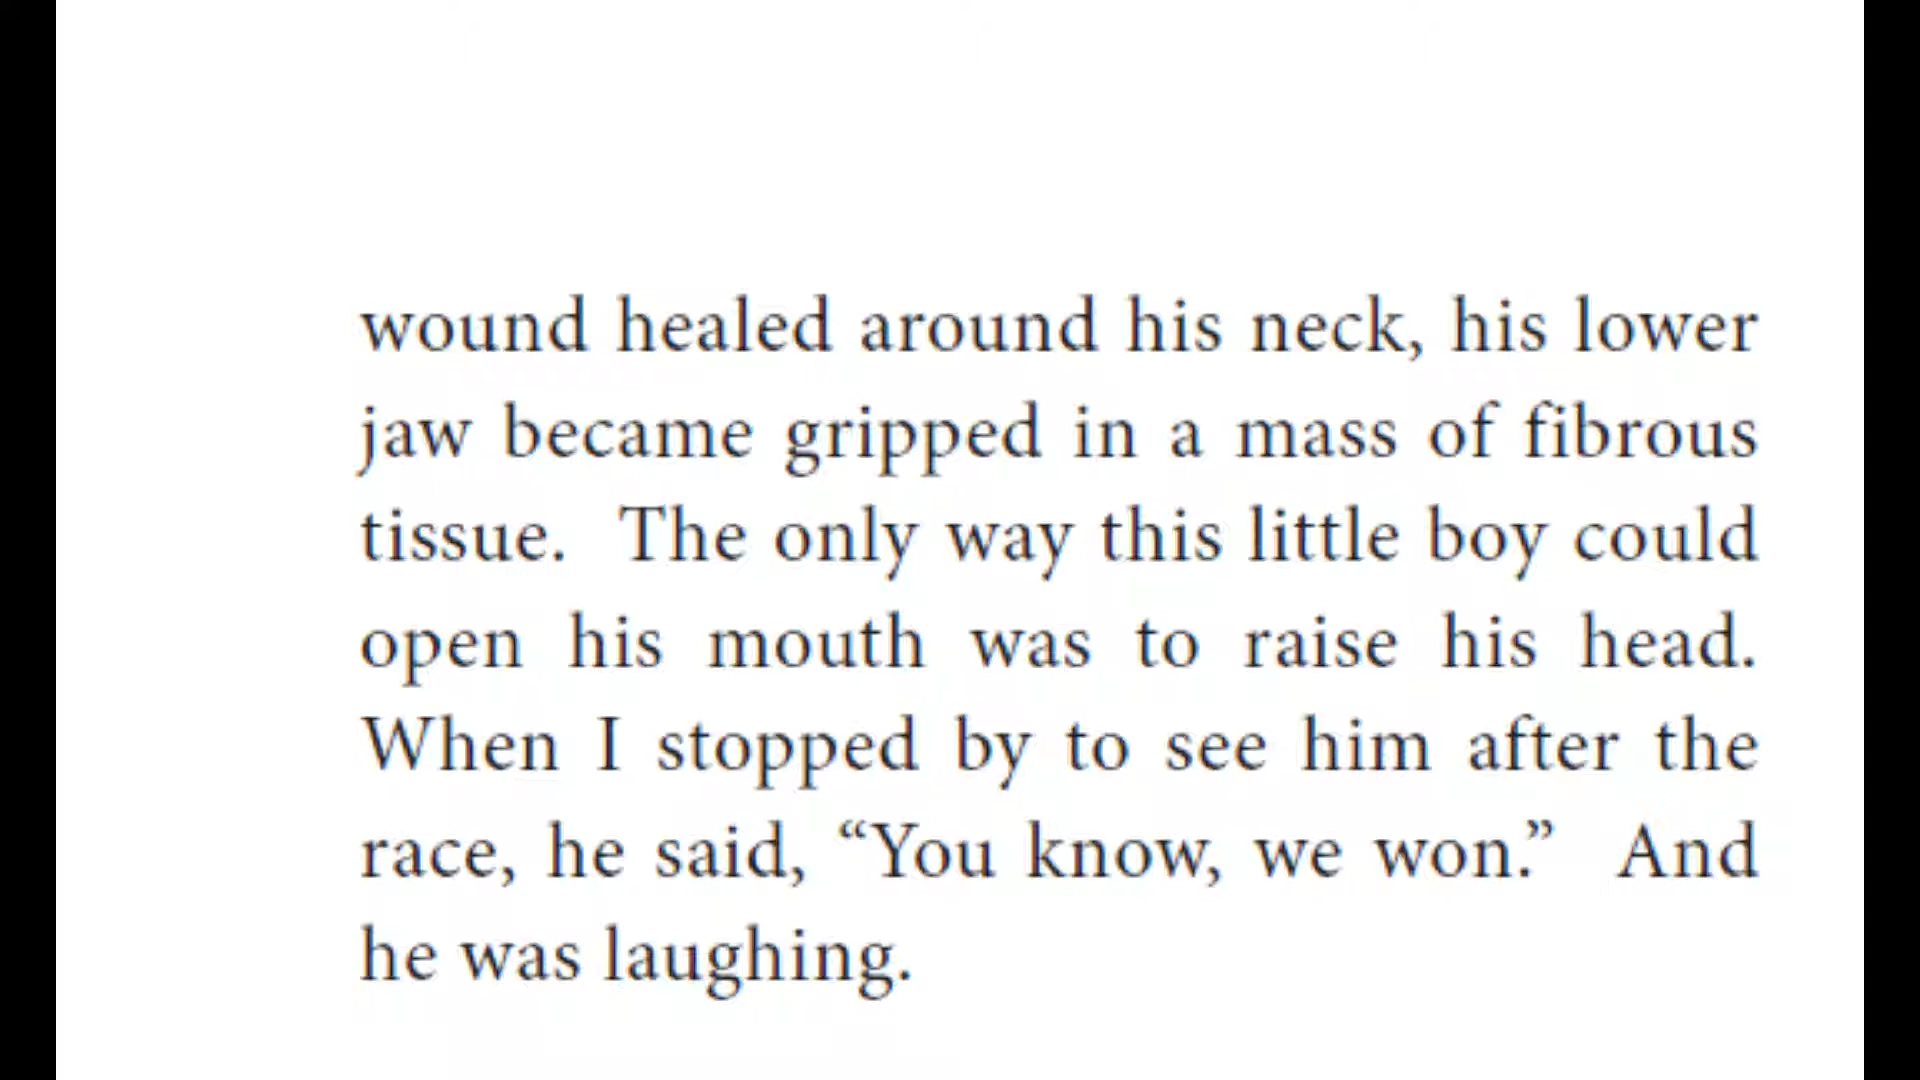 wound healed around his neck, his lower
jaw became gripped in a mass of fibrous
tissue.  The only way this little boy could
open his mouth was to raise his head.
When I stopped by to see him after the
race, he said, “You know, we won.”  And
he was laughing.